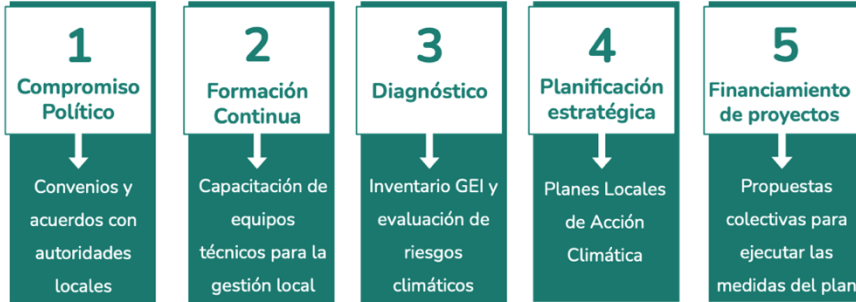 1
Compromiso
Político
Convenios y
acuerdos con
autoridades
locales
2
Formación
Continua
Capacitación de
equipos
técnicos para la
gestión local
3
Diagnóstico
Inventario GEI y
evaluación de
riesgos
climáticos
4
Planificación
estratégica
Planes Locales
de Acción
Climática
5
Financiamiento
de proyectos
Propuestas
colectivas para
ejecutar las
medidas del plan